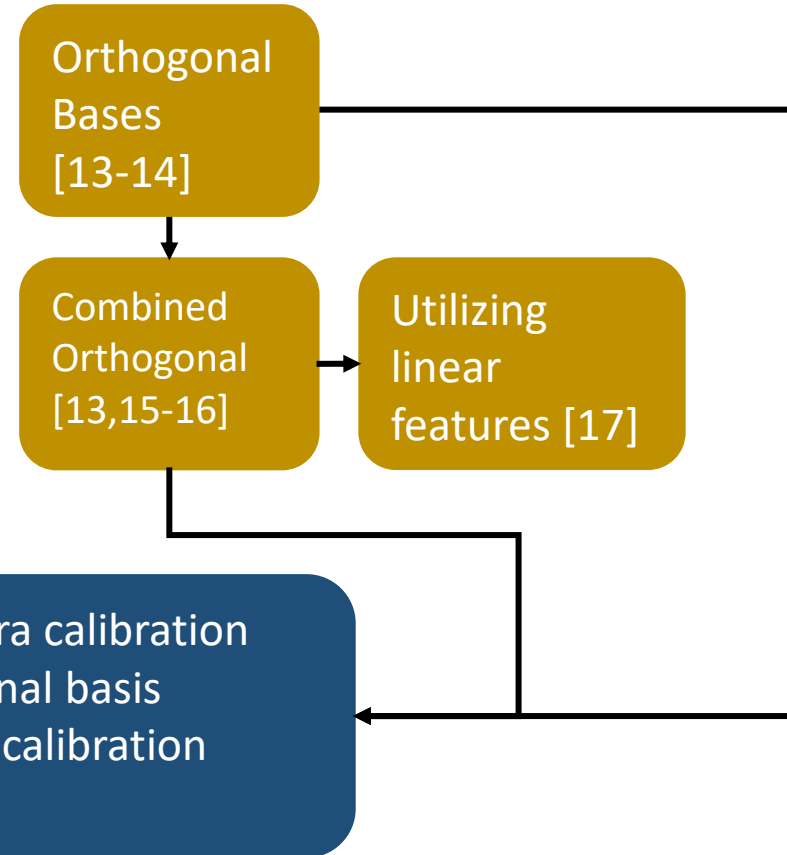 Orthogonal
Bases
[13-14]
Combined
Orthogonal
[13,15-16]
Utilizing
linear
features [17]
calibration
basis
calibration